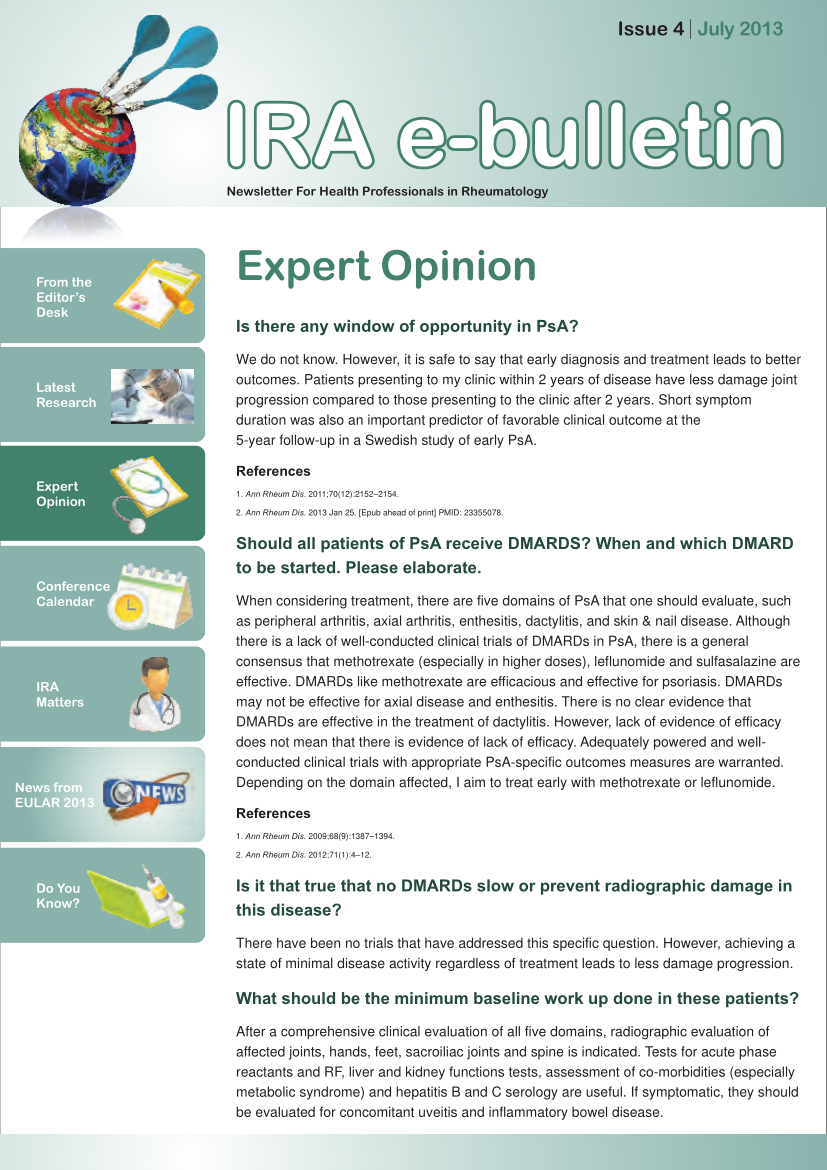 Issue 4 | July 2013
IRA e-bulletin
Newsletter For Health Professionals in Rheumatology
From the
Editor's
Desk
Latest
Research
Expert
Opinion
Conference
Calendar
IRA
Matters
News from
EULAR 2013
NEWS
Do You
Know?
Expert Opinion
Is there any window of opportunity in PsA?
We do not know. However, it is safe to say that early diagnosis and treatment leads to better
outcomes. Patients presenting to my clinic within 2 years of disease have less damage joint
progression compared to those presenting to the clinic after 2 years. Short symptom
duration was also an important predictor of favorable clinical outcome at the
5-year follow-up in a Swedish study of early PsA.
References
1. Ann Rheum Dis. 2011;70(12):2152–2154.
2. Ann Rheum Dis. 2013 Jan 25. [Epub ahead of print] PMID: 23355078.
Should all patients of PsA receive DMARDS? When and which DMARD
to be started. Please elaborate.
When considering treatment, there are five domains of PsA that one should evaluate, such
as peripheral arthritis, axial arthritis, enthesitis, dactylitis, and skin & nail disease. Although
there is a lack of well-conducted clinical trials of DMARDs in PsA, there is a general
consensus that methotrexate (especially in higher doses), leflunomide and sulfasalazine are
effective. DMARDs like methotrexate are efficacious and effective for psoriasis. DMARDs
may not be effective for axial disease and enthesitis. There is no clear evidence that
DMARDs are effective in the treatment of dactylitis. However, lack of evidence of efficacy
does not mean that there is evidence of lack of efficacy. Adequately powered and well-
conducted clinical trials with appropriate PsA-specific outcomes measures are warranted.
Depending on the domain affected, I aim to treat early with methotrexate or leflunomide.
References
1. Ann Rheum Dis. 2009;68(9):1387–1394.
2. Ann Rheum Dis. 2012;71(1):4–12.
Is it that true that no DMARDs slow or prevent radiographic damage in
this disease?
There have been no trials that have addressed this specific question. However, achieving a
state of minimal disease activity regardless of treatment leads to less damage progression.
What should be the minimum baseline work up done in these patients?
After a comprehensive clinical evaluation of all five domains, radiographic evaluation of
affected joints, hands, feet, sacroiliac joints and spine is indicated. Tests for acute phase
reactants and RF, liver and kidney functions tests, assessment of co-morbidities (especially
metabolic syndrome) and hepatitis B and C serology are useful. If symptomatic, they should
be evaluated for concomitant uveitis and inflammatory bowel disease.